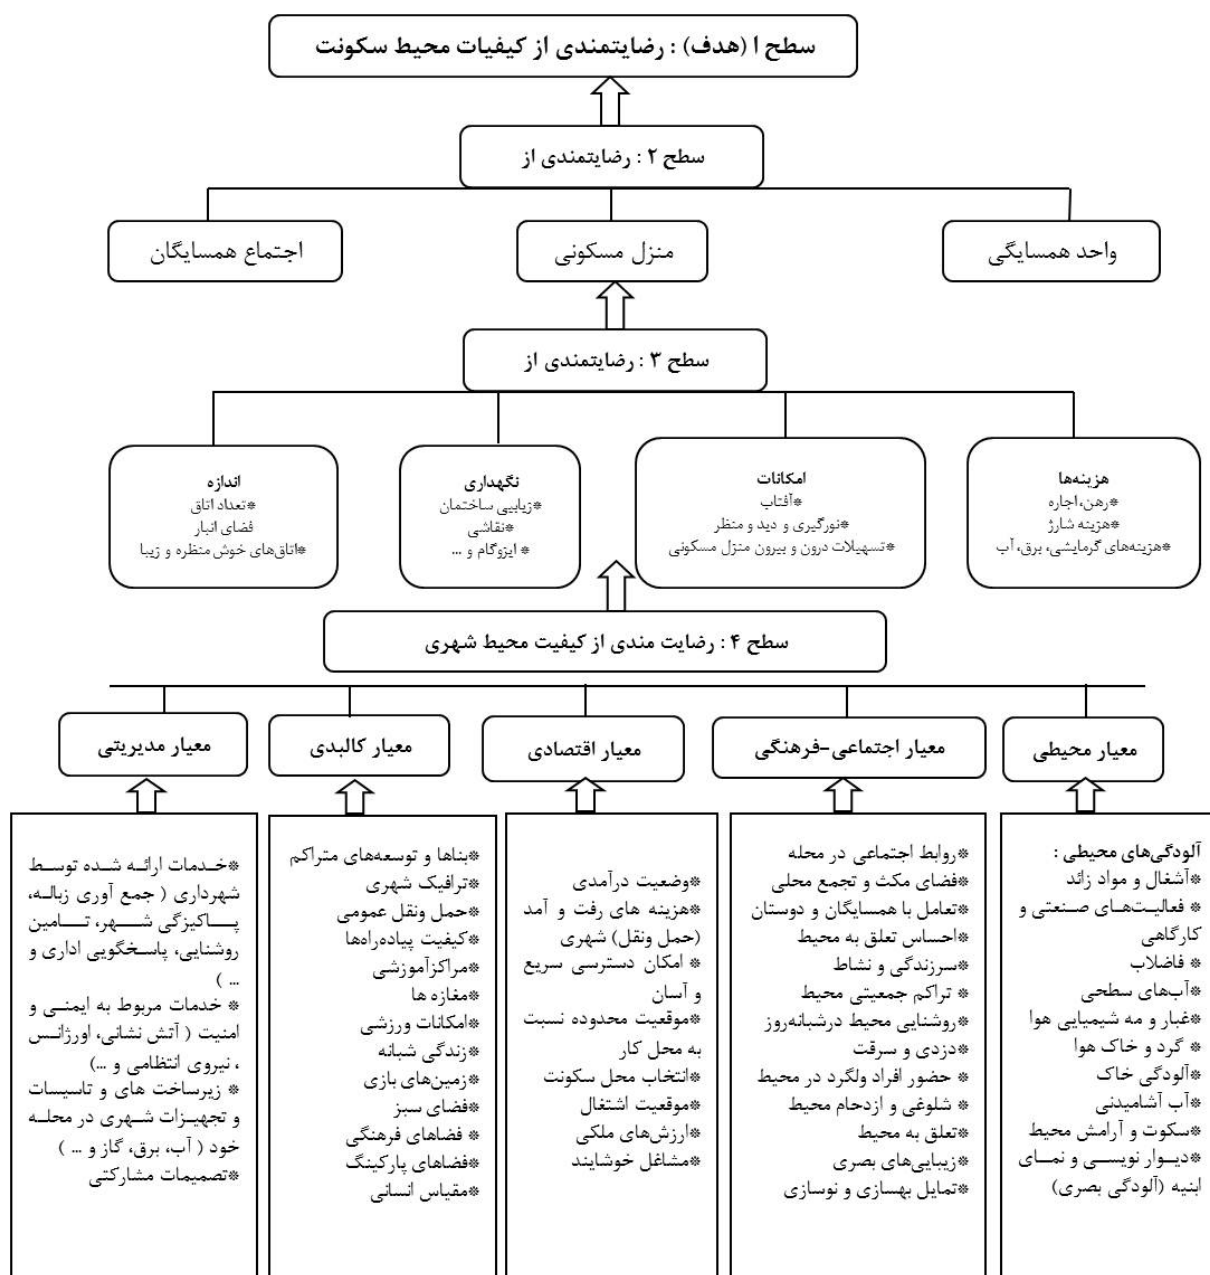 سطح ۱ (هدف) : رضایتمندی از کیفیات محیط سکونت
سطح ۲ : رضایتمندی از
واحد همسایگی
منزل مسکونی
اجتماع همسایگان
سطح ۳ : رضایتمندی از
هزینه‌ها
*رهن، اجاره
*هزینه شارژ
*هزینه‌های گرمایشی، برق، آب
امکانات
*آفتاب
*نورگیری و دید و منظر
*تسهیلات درون و بیرون منزل مسکونی
نگهداری
*زیبایی ساختمان
*نقاشی
* ایزوگام و ...
اندازه
*تعداد اتاق
فضای انبار
*اتاق‌های خوش منظره و زیبا
سطح ۴ : رضایت مندی از کیفیت محیط شهری
معیار محیطی
معیار اجتماعی-فرهنگی
معیار اقتصادی
معیار کالبدی
معیار مدیریتی
آلودگی‌های محیطی :
*آشغال و مواد زائد
* فعالیت‌های صنعتی و
کارگاهی
* فاضلاب
*آب‌های سطحی
*غبار و مه شیمیایی هوا
* گرد و خاک هوا
*آلودگی خاک
*آب آشامیدنی
*سکوت و آرامش محیط
*دیوار نویسی و نمای
ابنیه (آلودگی بصری)
*روابط اجتماعی در محله
*فضای مکث و تجمع محلی
*تعامل با همسایگان و دوستان
*احساس تعلق به محیط
*سرزندگی و نشاط
* تراکم جمعیتی محیط
*روشنایی محیط درشبانه‌روز
*دزدی و سرقت
* حضور افراد ولگرد در محیط
* شلوغی و ازدحام محیط
*تعلق به محیط
*زیبایی‌های بصری
*تمایل بهسازی و نوسازی
*وضعیت درآمدی
*هزینه های رفت و آمد
(حمل ونقل) شهری
* امکان دسترسی سریع
و آسان
*موقعیت محدوده نسبت
به محل کار
*انتخاب محل سکونت
*موقعیت اشتغال
*ارزش‌های ملکی
*مشاغل خوشایند
*بناها و توسعه‌های متراکم
*ترافیک شهری
*حمل ونقل عمومی
*کیفیت پیاده‌راه‌ها
*مراکزآموزشی
*مغازه ها
*امکانات ورزشی
*زندگی شبانه
*زمین‌های بازی
*فضای سبز
* فضاهای فرهنگی
*فضاهای پارکینگ
*مقیاس انسانی
*خدمات ارائه شده توسط
شهرداری ( جمع آوری زباله،
پاکیزگی شهر، تامین
روشنایی، پاسخگویی اداری و
... )
* خدمات مربوط به ایمنی و
امنیت ( آتش نشانی، اورژانس
، نیروی انتظامی و ...)
* زیرساخت های و تاسیسات
و تجهیزات شهری در محله
خود ( آب، برق، گاز و ... )
*تصمیمات مشارکتی